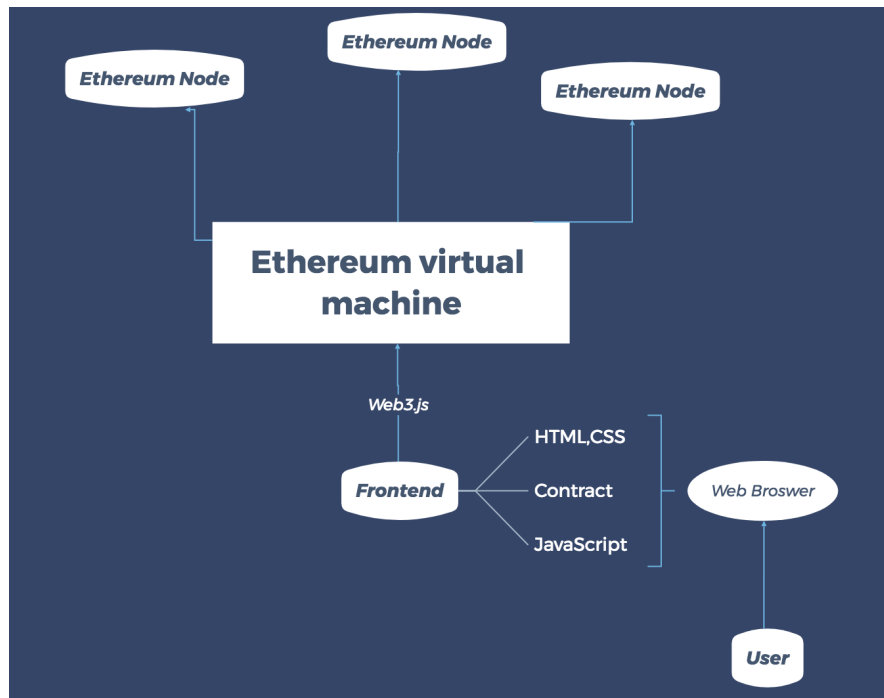 Ethereum Node
Ethereum Node
Ethereum Node
Ethereum virtual
machine
Web3.js
HTML,CSS
Frontend
Contract
Web Broswer
JavaScript
User